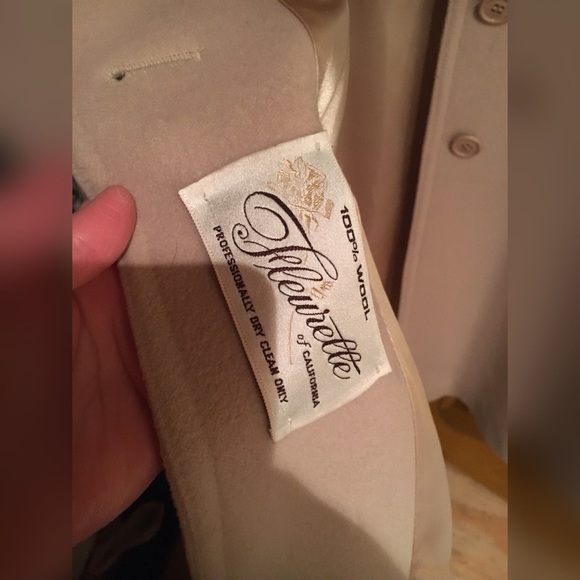 100% WOOL
Fleurette
of CALIFORNIA
PROFESSIONALLY DRY CLEAN ONLY